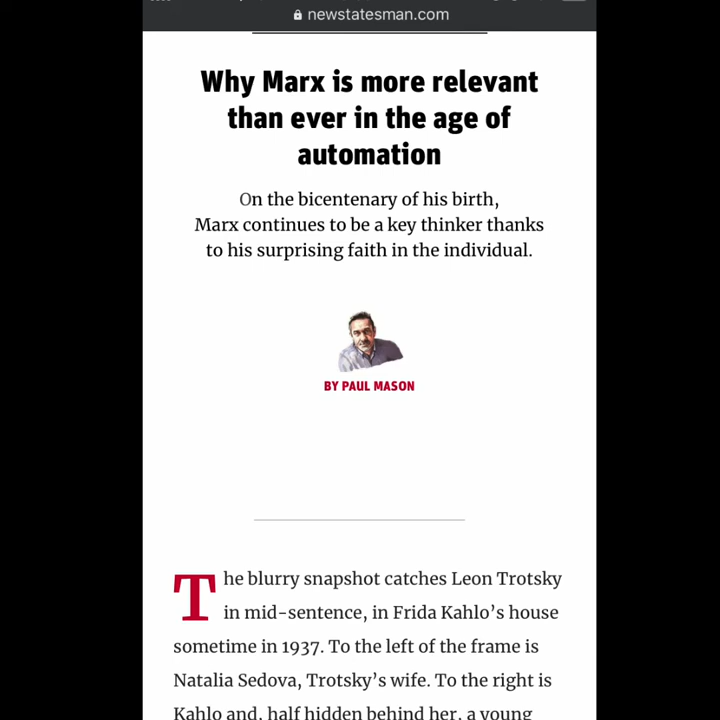 newstatesman.com
Why Marx is more relevant
than ever in the age of
automation
On the bicentenary of his birth,
Marx continues to be a key thinker thanks
to his surprising faith in the individual.
BY PAUL MASON
The blurry snapshot catches Leon Trotsky
in mid-sentence, in Frida Kahlo’s house
sometime in 1937. To the left of the frame is
Natalia Sedova, Trotsky’s wife. To the right is
Kahlo and, half hidden behind her, a young